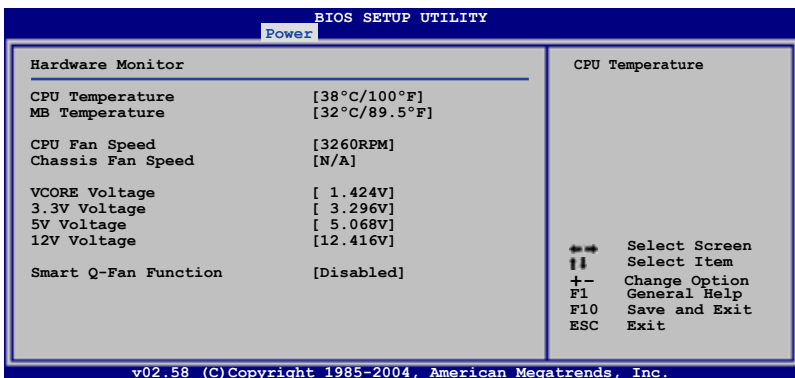 BIOS SETUP UTILITY
Power
Hardware Monitor
CPU Temperature [38°C/100°F]
MB Temperature [32°C/89.5°F]
CPU Fan Speed [3260RPM]
Chassis Fan Speed [N/A]
VCORE Voltage [ 1.424V]
3.3V Voltage [ 3.296V]
5V Voltage [ 5.068V]
12V Voltage [12.416V]
Smart Q-Fan Function [Disabled]
CPU Temperature
←→ Select Screen
↑↓ Select Item
+- Change Option
F1 General Help
F10 Save and Exit
ESC Exit
v02.58 (C)Copyright 1985-2004, American Megatrends, Inc.